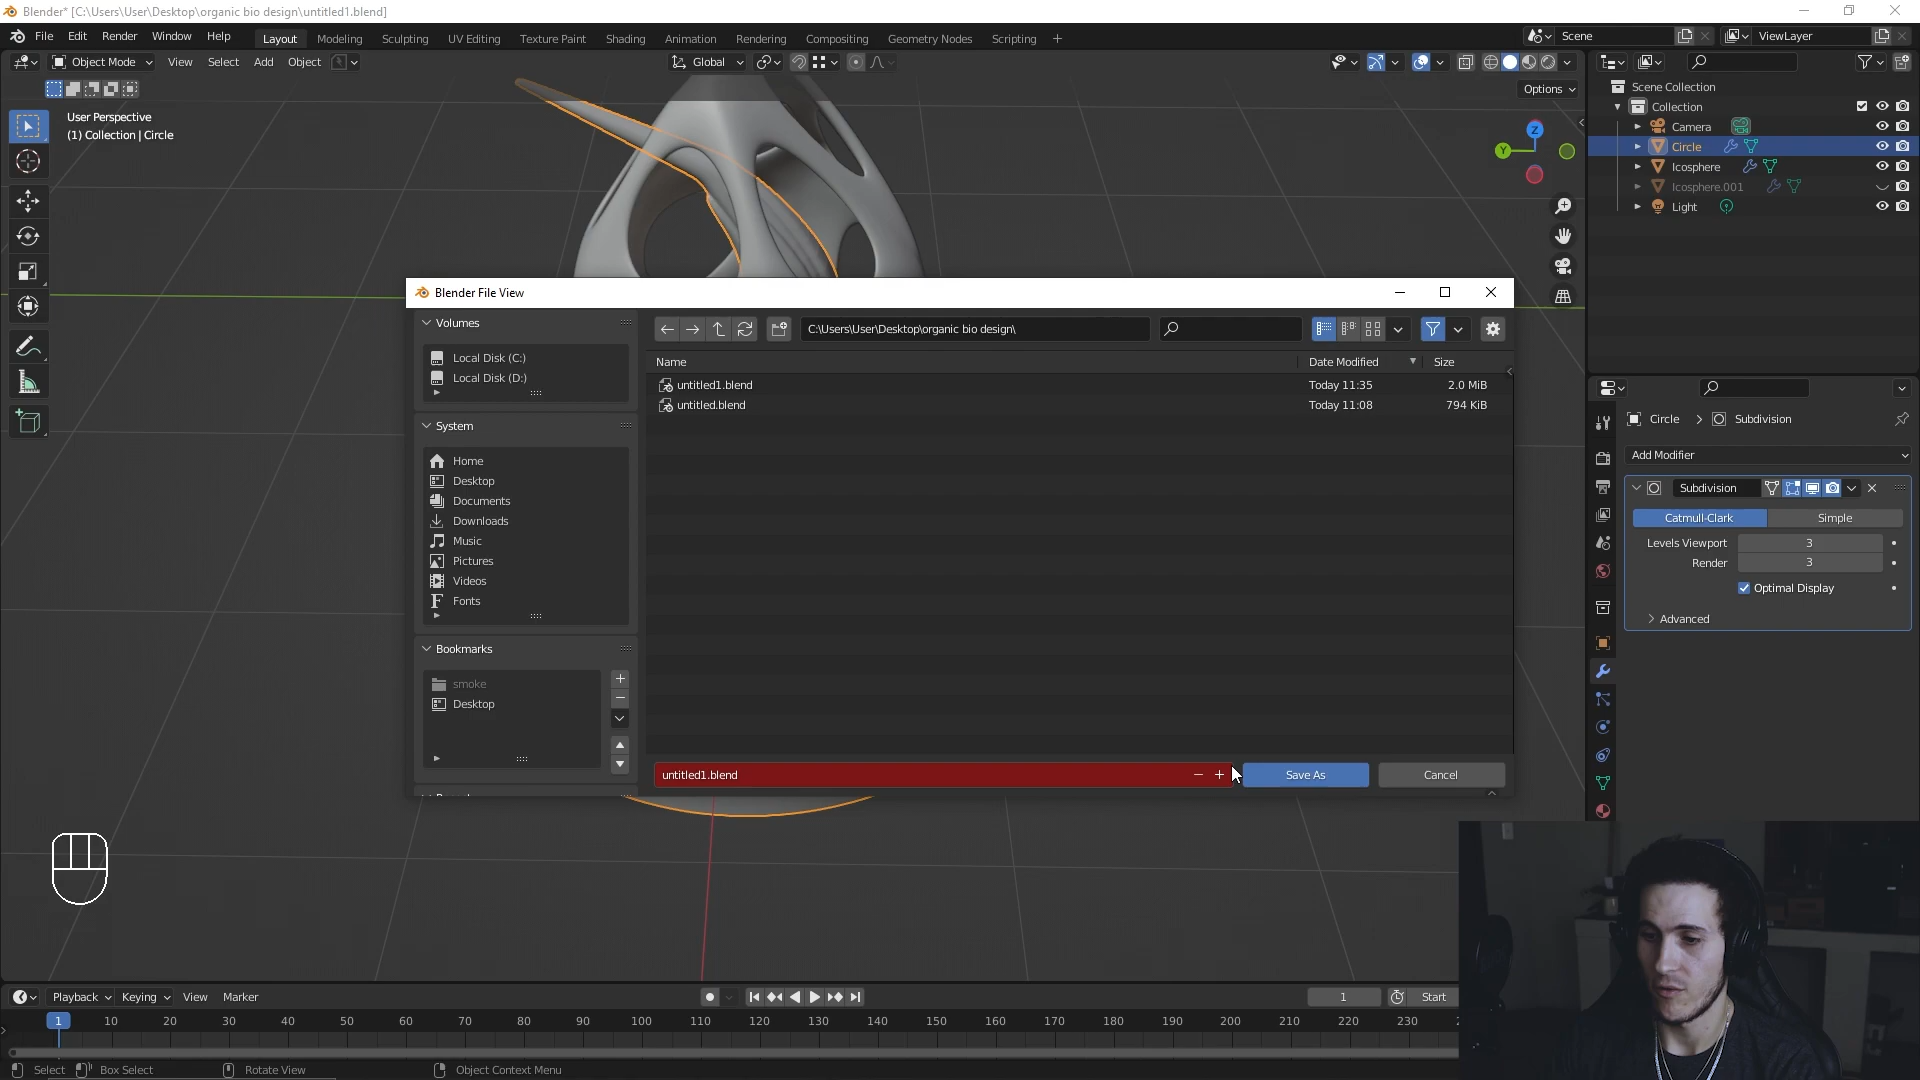 Blender* [C:\Users\User\Desktop\organic bio design\untitled1.blend]
File Edit Render Window Help
Layout Modeling Sculpting UV Editing Texture Paint Shading Animation Rendering Compositing Geometry Nodes Scripting +
Scene
ViewLayer
Object Mode View Select Add Object
Global
Options
User Perspective
(1) Collection | Circle
Z
Y
Scene Collection
Collection
Camera
Circle
Icosphere
Icosphere.001
Light
Blender File View
Volumes
Local Disk (C:)
Local Disk (D:)
System
Home
Desktop
Documents
Downloads
Music
Pictures
Videos
Fonts
Bookmarks
smoke
Desktop
C:\Users\User\Desktop\organic bio design\
Name Date Modified Size
untitled1.blend Today 11:35 2.0 MiB
untitled.blend Today 11:08 794 KiB
untitled1.blend
Save As
Cancel
Circle > Subdivision
Add Modifier
Subdivision
Catmull-Clark Simple
Levels Viewport 3
Render 3
Optimal Display
Advanced
Playback Keying View Marker
1 Start
1 10 20 30 40 50 60 70 80 90 100 110 120 130 140 150 160 170 180 190 200 210 220 230
Select Box Select Rotate View Object Context Menu